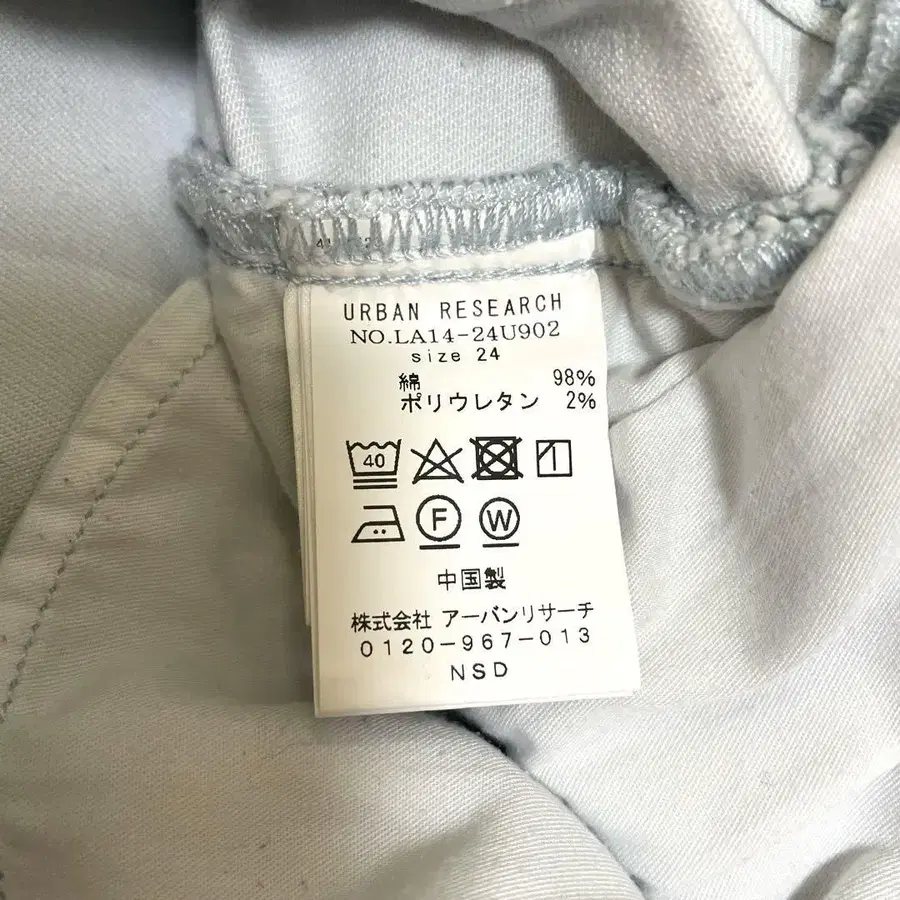 URBAN RESEARCH
NO.LA14-24U902
size 24
綿 98%
ポリウレタン 2%
40
F W
中国製
株式会社 アーバンリサーチ
0120-967-013
NSD